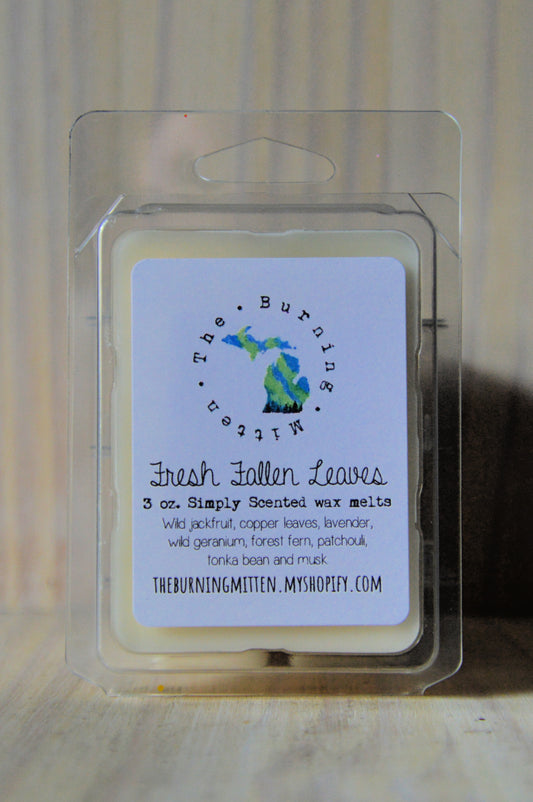 The • Burning • Mitten •
Fresh Fallen Leaves
3 oz. Simply Scented wax melts
Wild jackfruit, copper leaves, lavender,
wild geranium, forest fern, patchouli,
tonka bean and musk
THEBURNINGMITTEN.MYSHOPIFY.COM